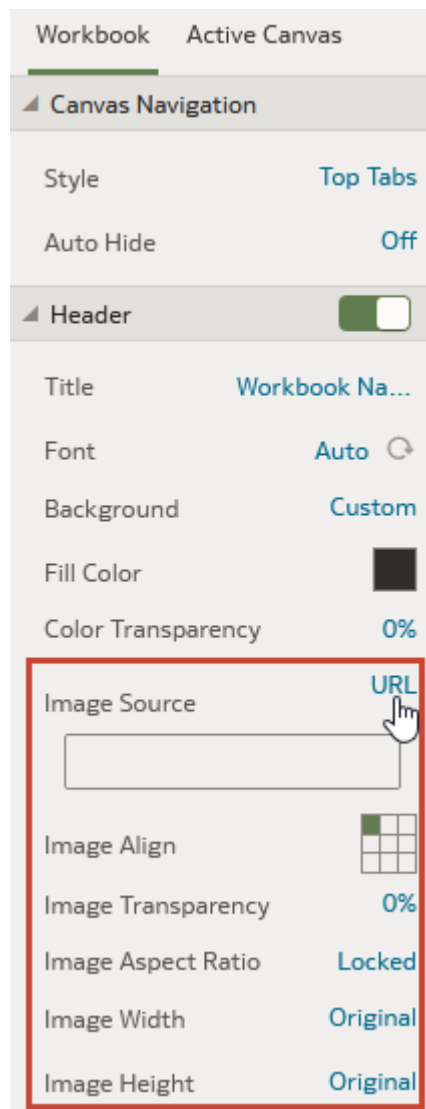 Workbook Active Canvas
Canvas Navigation
Style Top Tabs
Auto Hide Off
Header
Title Workbook Na...
Font Auto
Background Custom
Fill Color
Color Transparency 0%
Image Source URL
Image Align
Image Transparency 0%
Image Aspect Ratio Locked
Image Width Original
Image Height Original